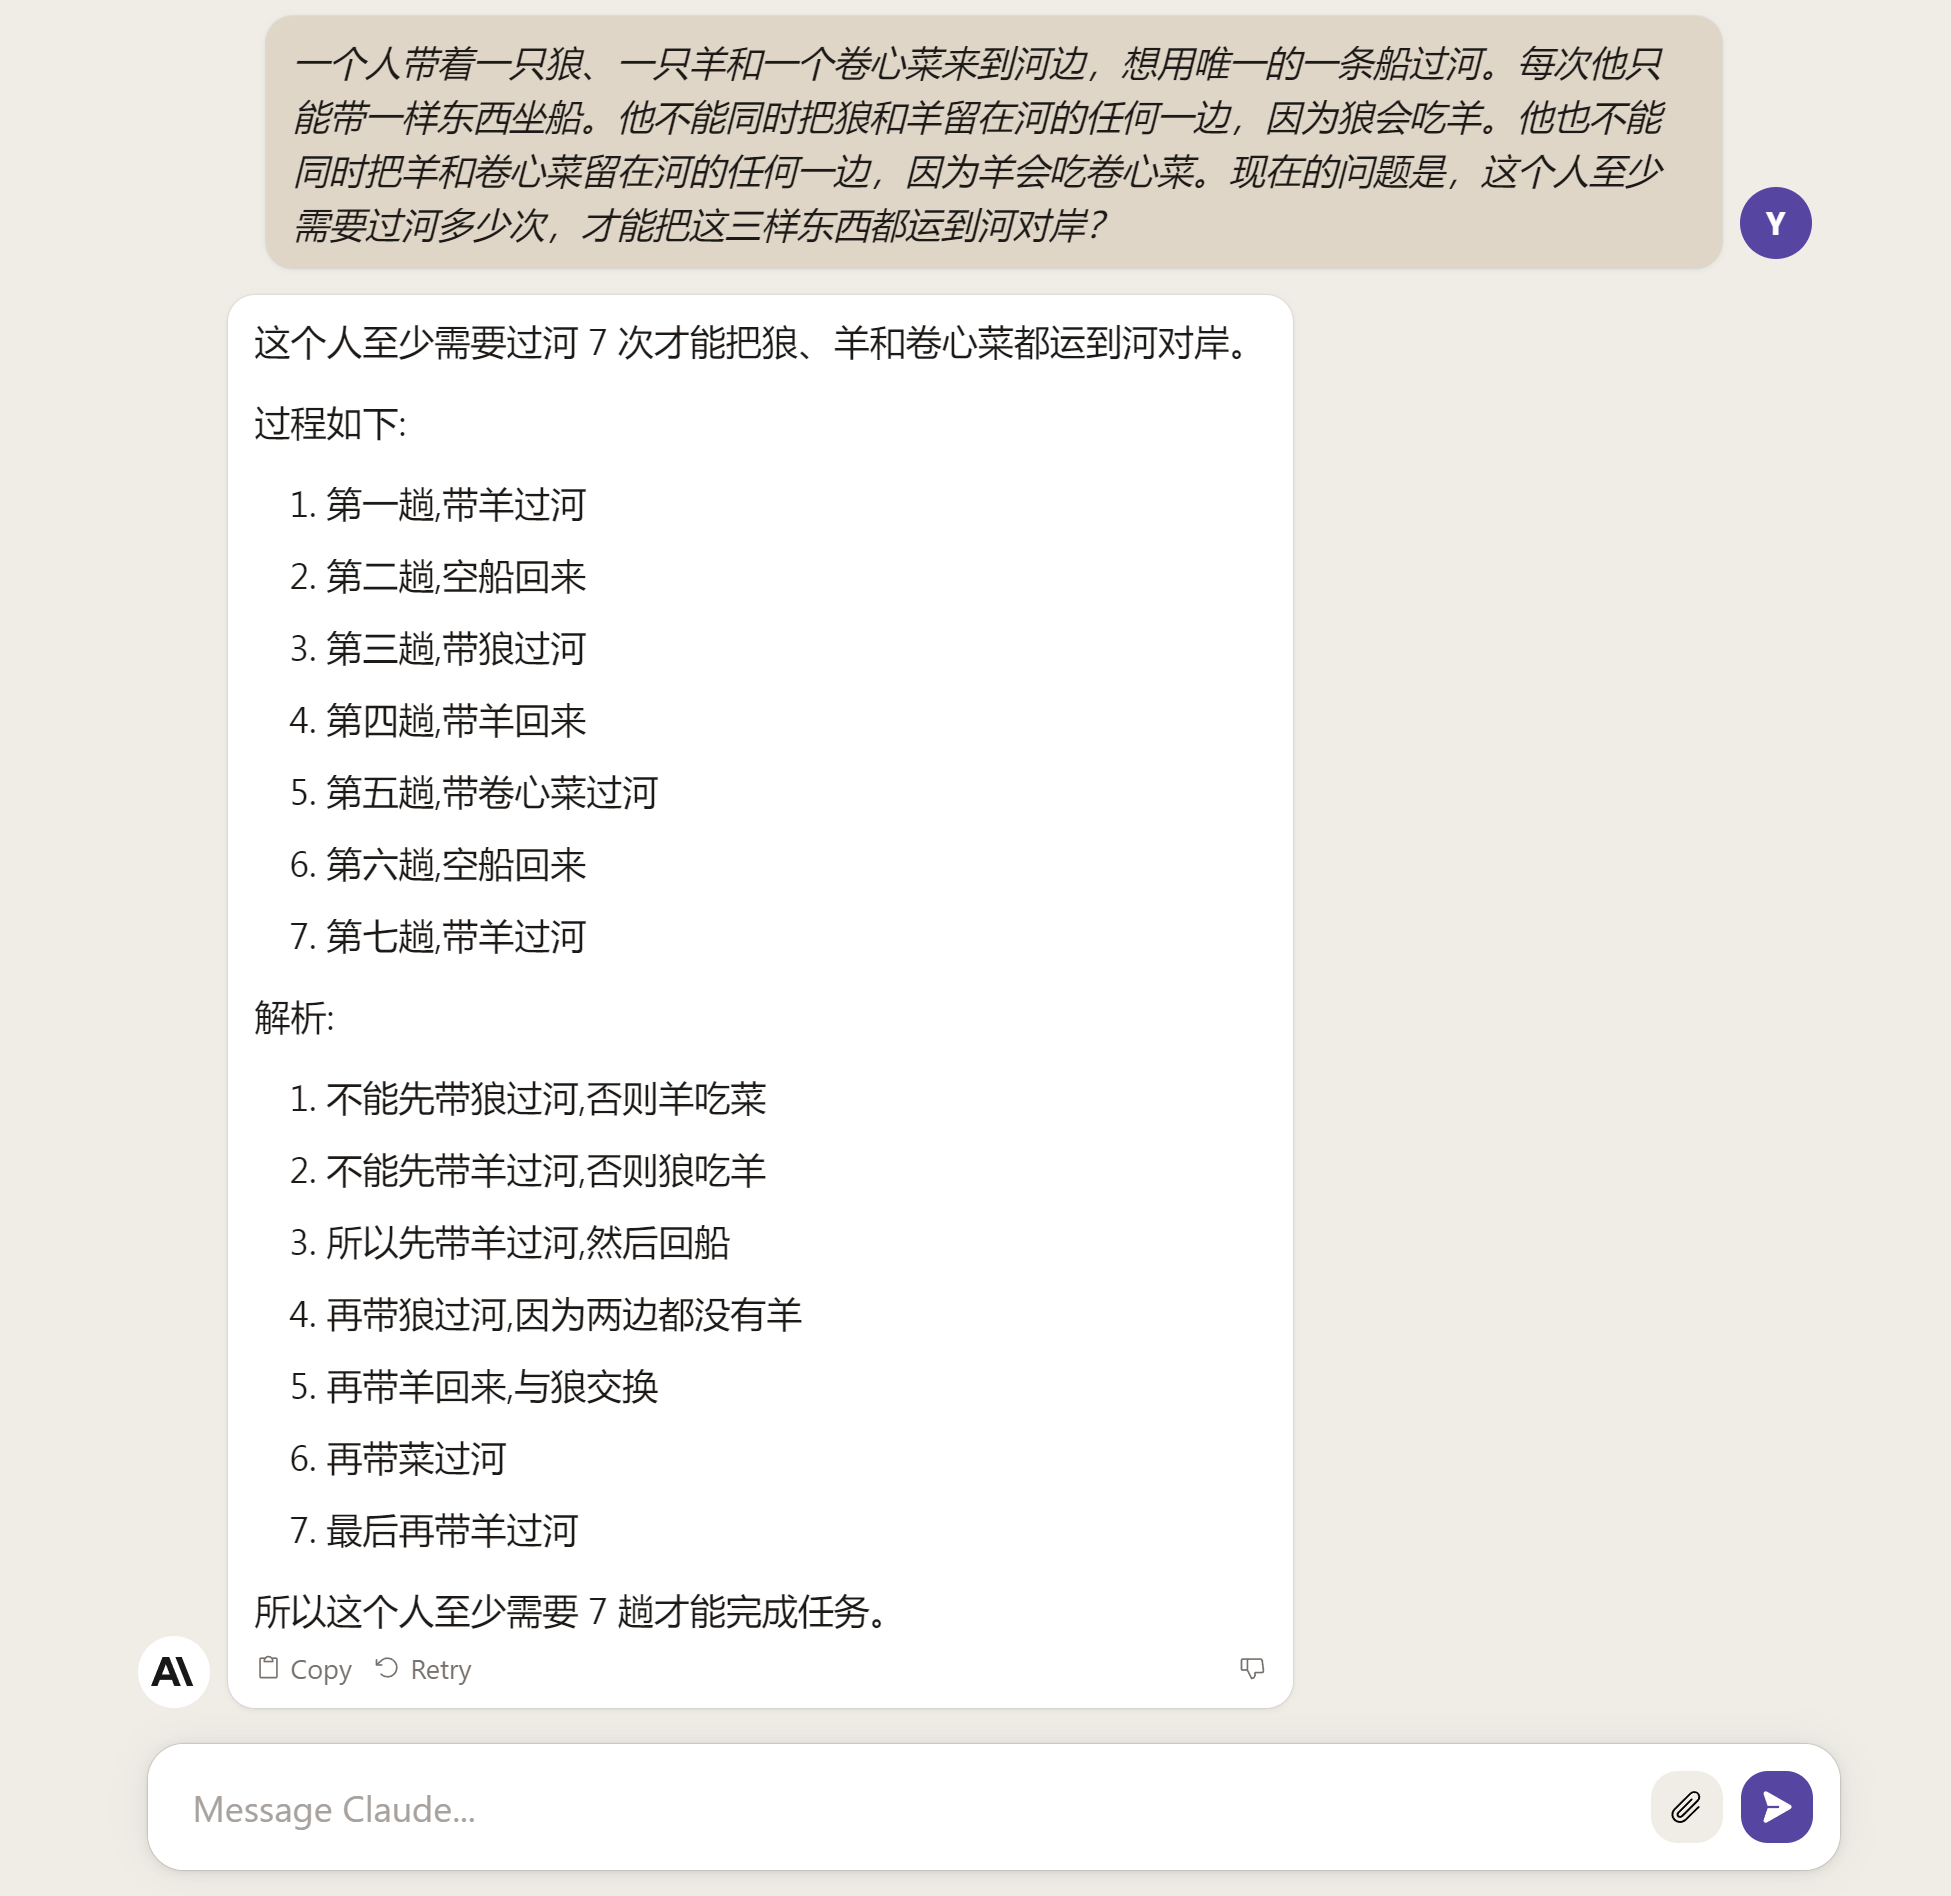 一个人带着一只狼、一只羊和一个卷心菜来到河边，想用唯一的一条船过河。每次他只
能带一样东西坐船。他不能同时把狼和羊留在河的任何一边，因为狼会吃羊。他也不能
同时把羊和卷心菜留在河的任何一边，因为羊会吃卷心菜。现在的问题是，这个人至少
需要过河多少次，才能把这三样东西都运到河对岸？
Y
这个人至少需要过河 7 次才能把狼、羊和卷心菜都运到河对岸。
过程如下:
1. 第一趟,带羊过河
2. 第二趟,空船回来
3. 第三趟,带狼过河
4. 第四趟,带羊回来
5. 第五趟,带卷心菜过河
6. 第六趟,空船回来
7. 第七趟,带羊过河
解析:
1. 不能先带狼过河,否则羊吃菜
2. 不能先带羊过河,否则狼吃羊
3. 所以先带羊过河,然后回船
4. 再带狼过河,因为两边都没有羊
5. 再带羊回来,与狼交换
6. 再带菜过河
7. 最后再带羊过河
所以这个人至少需要 7 趟才能完成任务。
A\
Copy Retry
Message Claude...